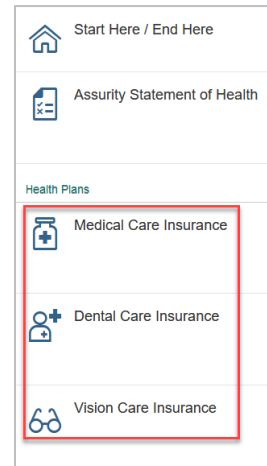 Start Here / End Here
Assurity Statement of Health
Health Plans
Medical Care Insurance
Dental Care Insurance
Vision Care Insurance